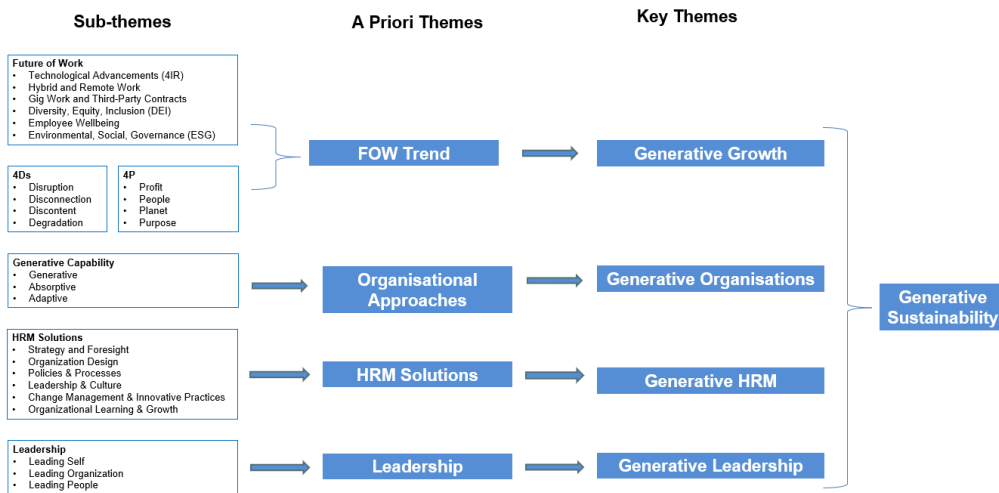 Sub-themes
A Priori Themes
Key Themes
Future of Work
• Technological Advancements (4IR)
• Hybrid and Remote Work
• Gig Work and Third-Party Contracts
• Diversity, Equity, Inclusion (DEI)
• Employee Wellbeing
• Environmental, Social, Governance (ESG)
4Ds
• Disruption
• Disconnection
• Discontent
• Degradation
4P
• Profit
• People
• Planet
• Purpose
FOW Trend
Generative Growth
Generative Capability
• Generative
• Absorptive
• Adaptive
Organisational
Approaches
Generative Organisations
Generative
Sustainability
HRM Solutions
• Strategy and Foresight
• Organization Design
• Policies & Processes
• Leadership & Culture
• Change Management & Innovative Practices
• Organizational Learning & Growth
HRM Solutions
Generative HRM
Leadership
• Leading Self
• Leading Organization
• Leading People
Leadership
Generative Leadership